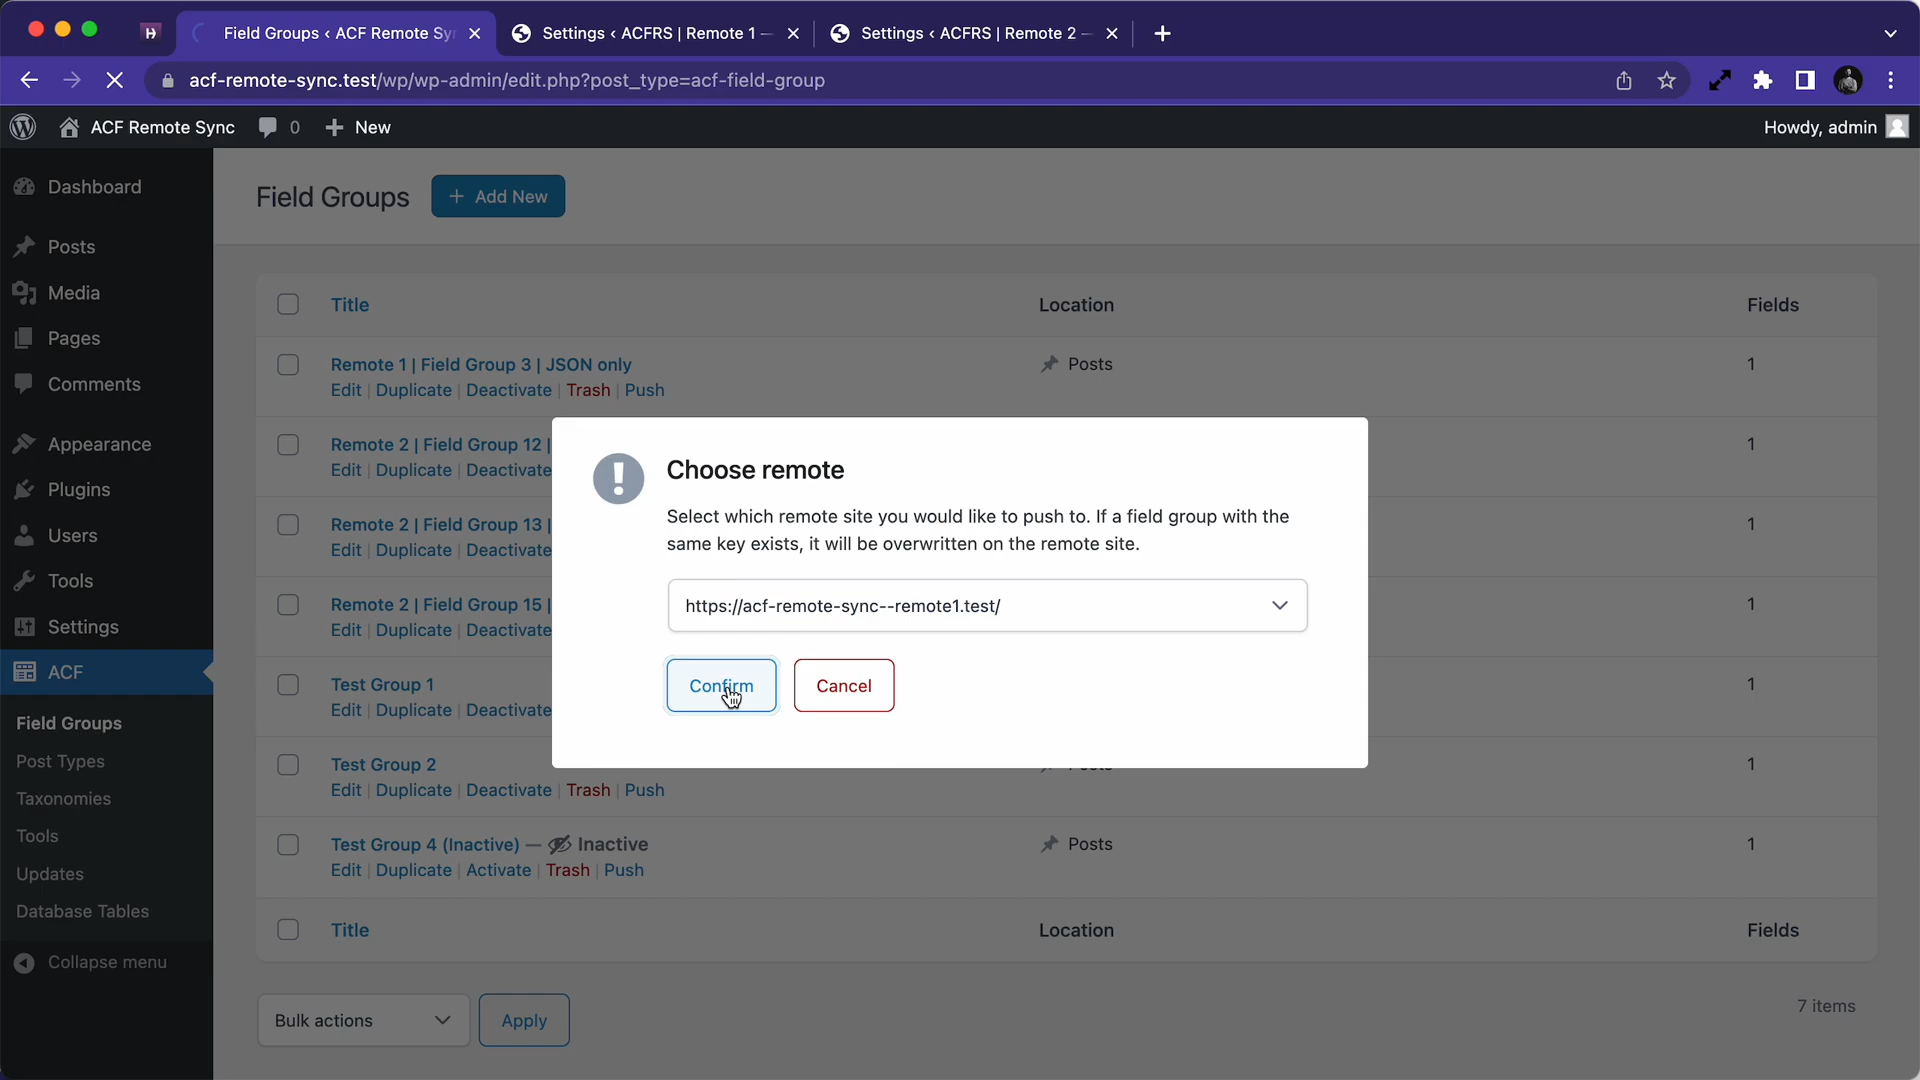 Field Groups ‹ ACF Remote Sy
Settings ‹ ACFRS | Remote 1 —
Settings ‹ ACFRS | Remote 2 —
acf-remote-sync.test/wp/wp-admin/edit.php?post_type=acf-field-group
ACF Remote Sync
0
New
Howdy, admin
Dashboard
Posts
Media
Pages
Comments
Appearance
Plugins
Users
Tools
Settings
ACF
Field Groups
Post Types
Taxonomies
Tools
Updates
Database Tables
Collapse menu
Field Groups
+ Add New
Title Location Fields
Remote 1 | Field Group 3 | JSON only Posts 1
Edit | Duplicate | Deactivate | Trash | Push
Remote 2 | Field Group 12 | 1
Edit | Duplicate | Deactivate
Remote 2 | Field Group 13 | 1
Edit | Duplicate | Deactivate
Remote 2 | Field Group 15 | 1
Edit | Duplicate | Deactivate
Test Group 1 1
Edit | Duplicate | Deactivate
Test Group 2 1
Edit | Duplicate | Deactivate | Trash | Push
Test Group 4 (Inactive) — Inactive Posts 1
Edit | Duplicate | Activate | Trash | Push
Title Location Fields
Bulk actions
Apply
7 items
Choose remote
Select which remote site you would like to push to. If a field group with the
same key exists, it will be overwritten on the remote site.
https://acf-remote-sync--remote1.test/
Confirm
Cancel